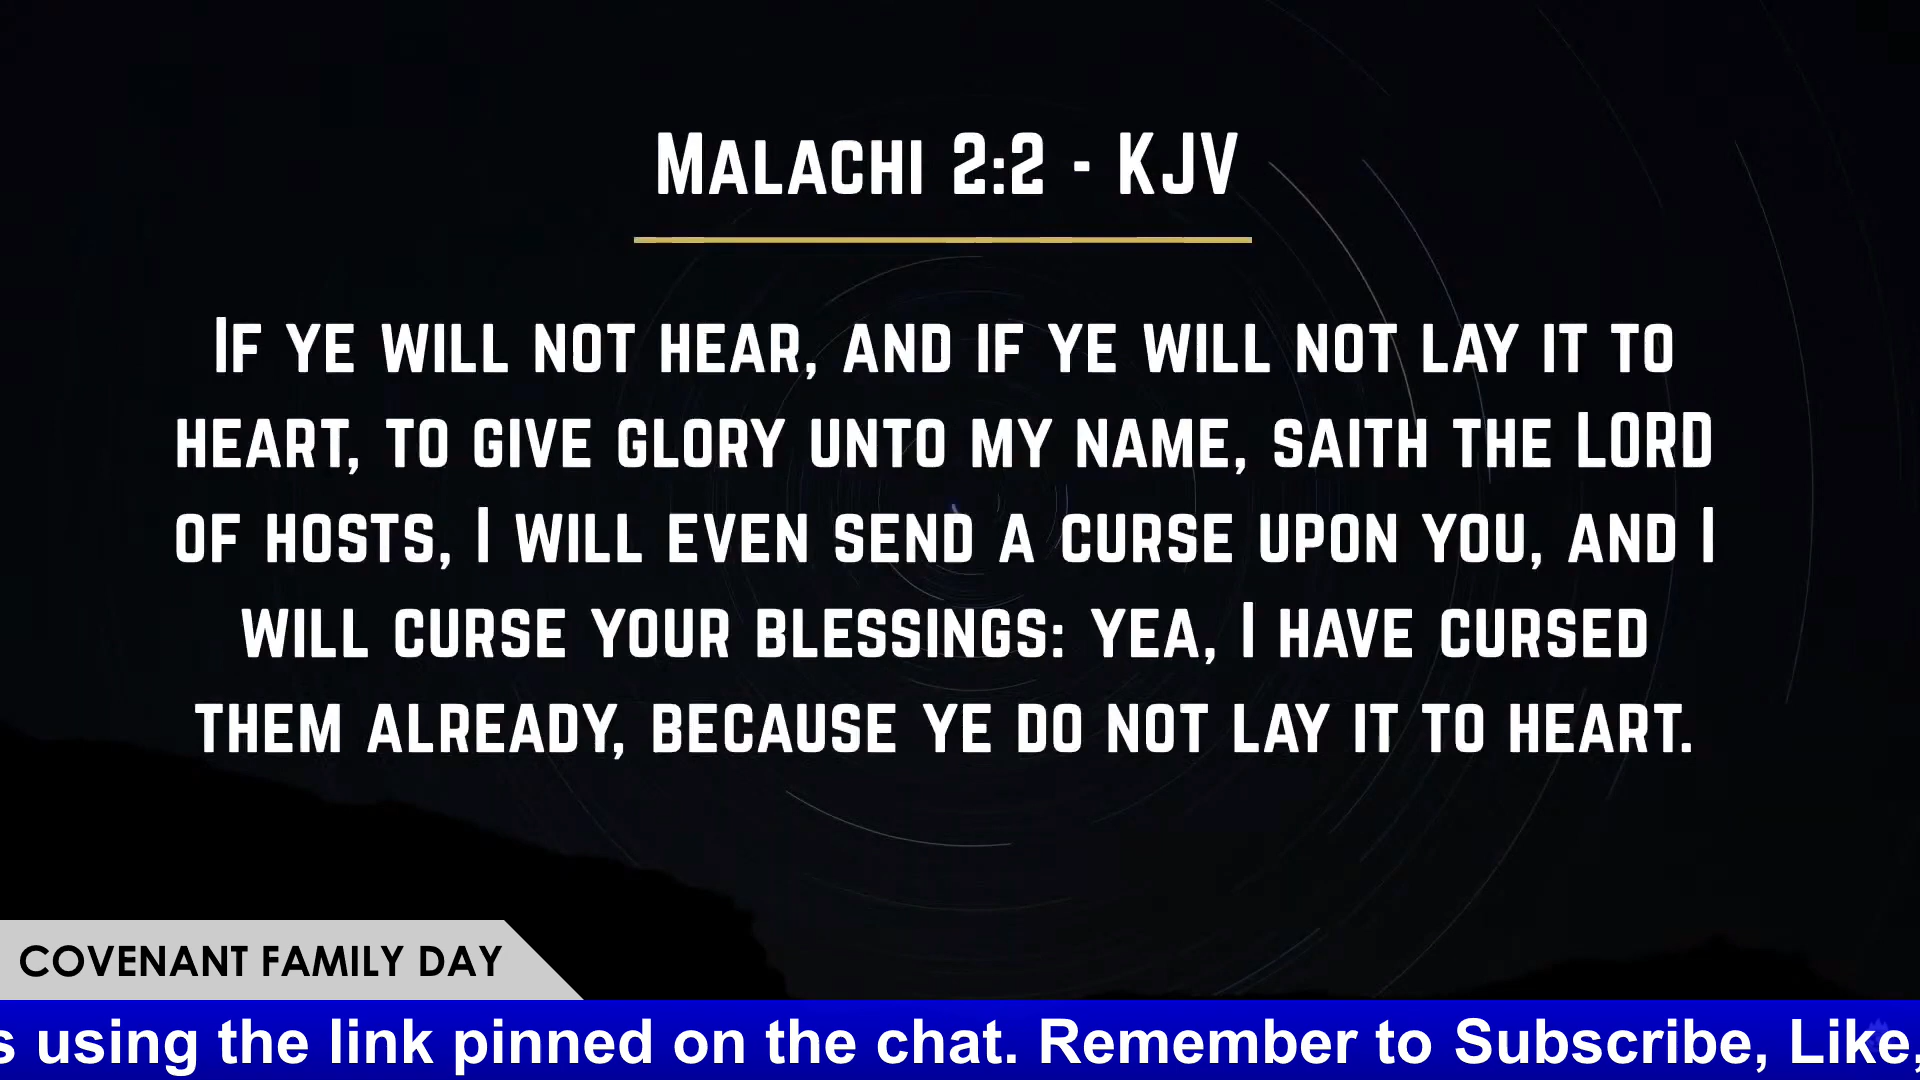 Malachi 2:2 - KJV
If ye will not hear, and if ye will not lay it to
heart, to give glory unto my name, saith the LORD
of hosts, I will even send a curse upon you, and I
will curse your blessings: yea, I have cursed
them already, because ye do not lay it to heart.
COVENANT FAMILY DAY
s using the link pinned on the chat. Remember to Subscribe, Like,